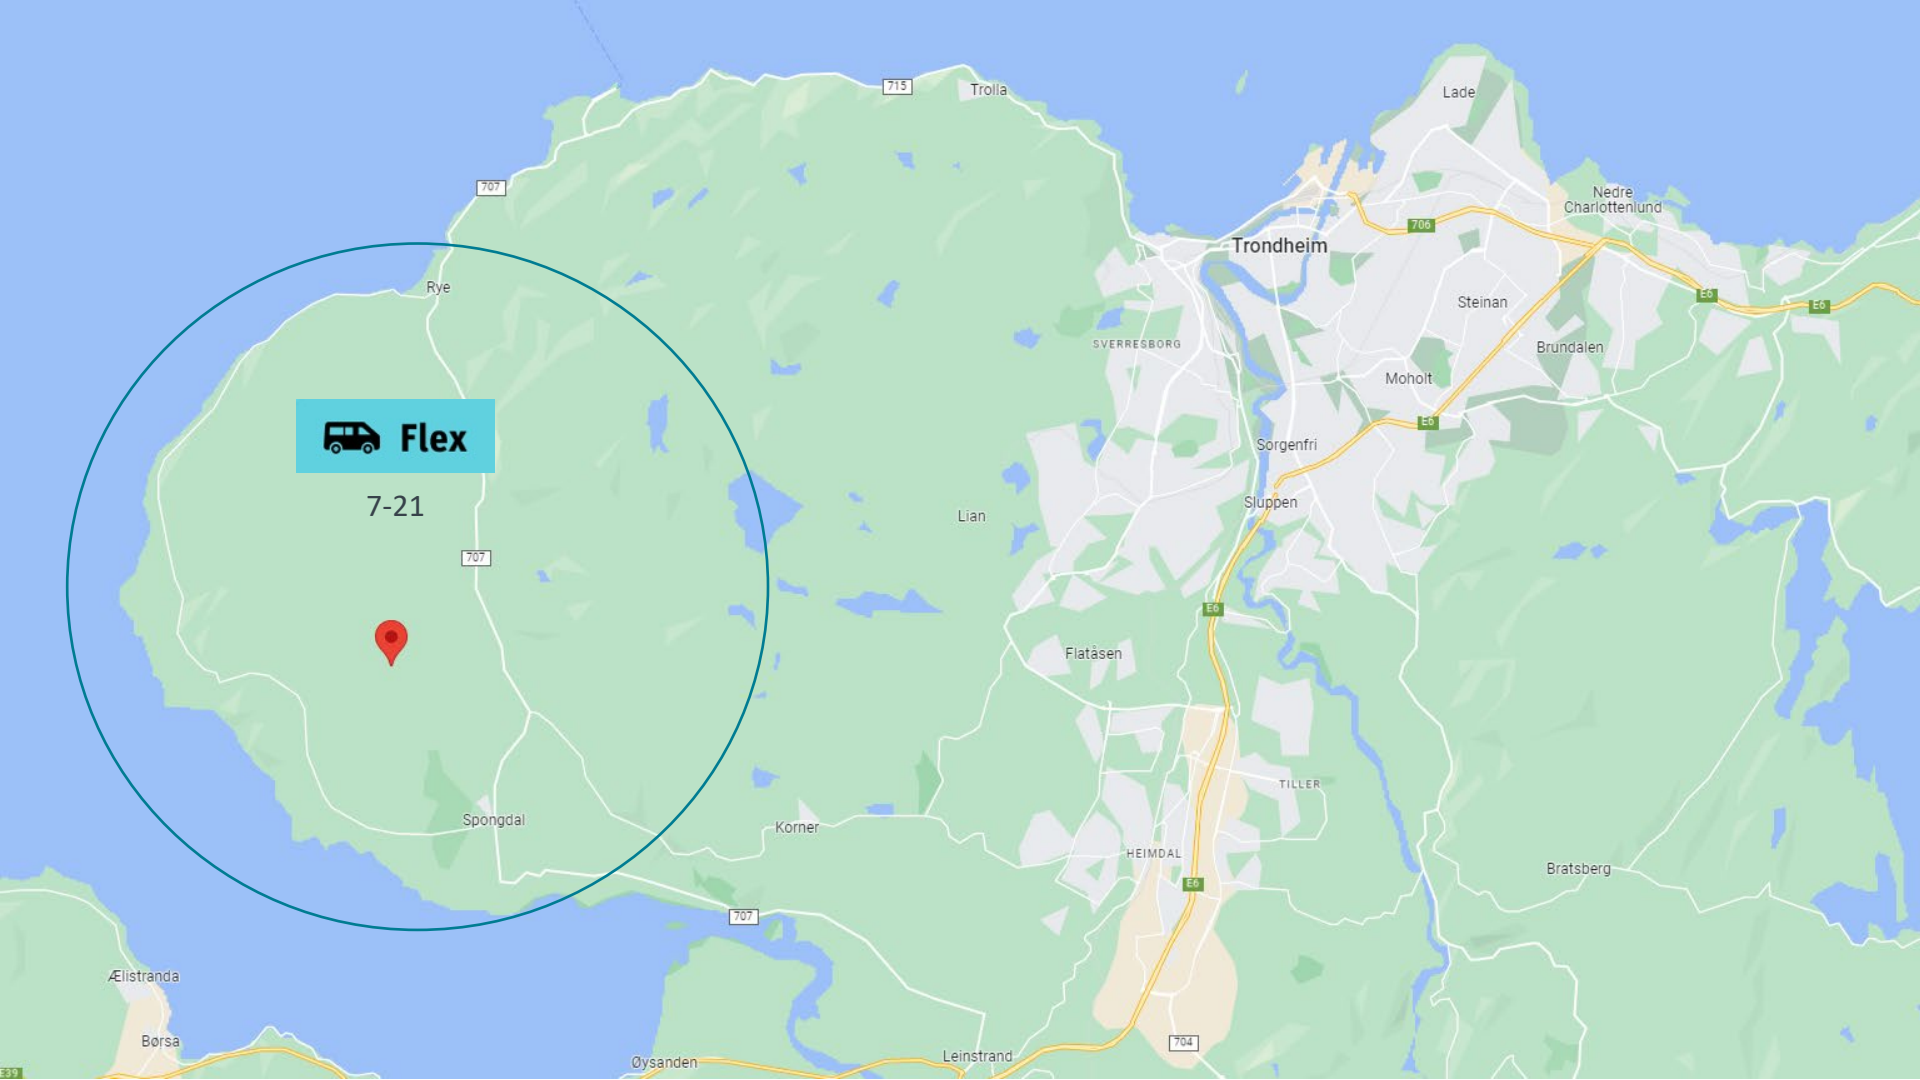 715
Trolla
Lade
707
Nedre
Charlottenlund
706
Trondheim
Rye
E6
E6
Steinan
SVERRESBORG
Brundalen
Moholt
E6
Flex
Sorgenfri
7-21
Sluppen
Lian
707
E6
Flatåsen
TILLER
Spongdal
Korner
HEIMDAL
Bratsberg
E6
707
Ælistranda
Børsa
704
Leinstrand
Øysanden
E39